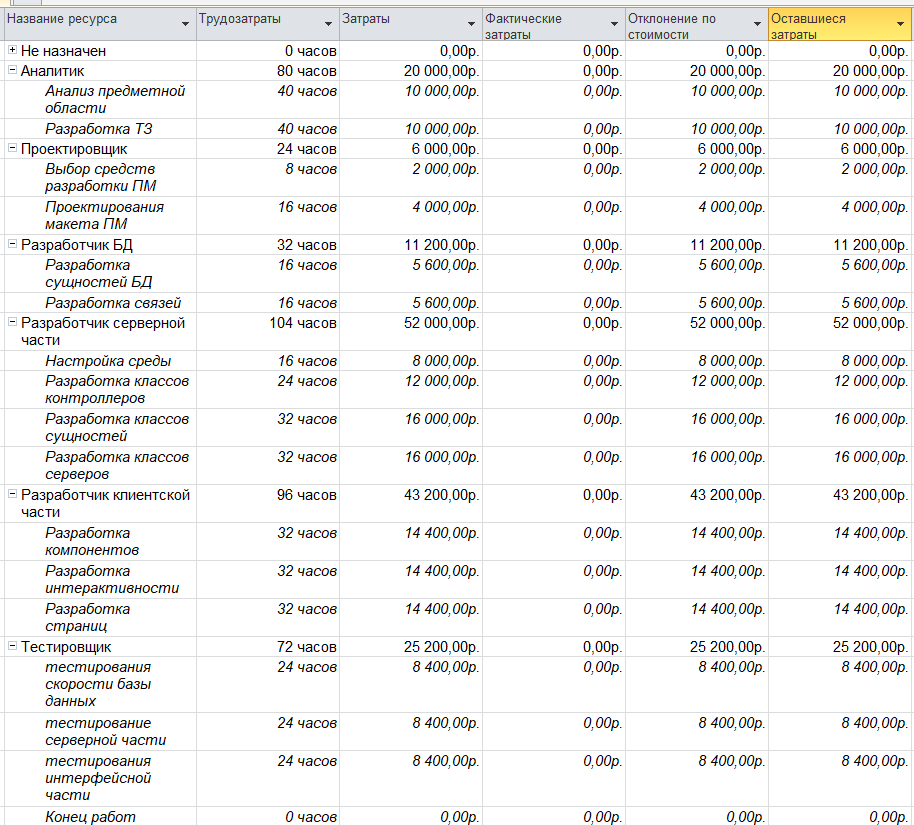 Название ресурса Трудозатраты Затраты Фактические затраты Отклонение по стоимости Оставшиеся затраты
Не назначен 0 часов 0,00р. 0,00р. 0,00р. 0,00р.
Аналитик 80 часов 20 000,00р. 0,00р. 20 000,00р. 20 000,00р.
Анализ предметной 40 часов 10 000,00р. 0,00р. 10 000,00р. 10 000,00р.
области
Разработка ТЗ 40 часов 10 000,00р. 0,00р. 10 000,00р. 10 000,00р.
Проектировщик 24 часов 6 000,00р. 0,00р. 6 000,00р. 6 000,00р.
Выбор средств 8 часов 2 000,00р. 0,00р. 2 000,00р. 2 000,00р.
разработки ПМ
Проектирования 16 часов 4 000,00р. 0,00р. 4 000,00р. 4 000,00р.
макета ПМ
Разработчик БД 32 часов 11 200,00р. 0,00р. 11 200,00р. 11 200,00р.
Разработка 16 часов 5 600,00р. 0,00р. 5 600,00р. 5 600,00р.
сущностей БД
Разработка связей 16 часов 5 600,00р. 0,00р. 5 600,00р. 5 600,00р.
Разработчик серверной 104 часов 52 000,00р. 0,00р. 52 000,00р. 52 000,00р.
части
Настройка среды 16 часов 8 000,00р. 0,00р. 8 000,00р. 8 000,00р.
Разработка классов 24 часов 12 000,00р. 0,00р. 12 000,00р. 12 000,00р.
контроллеров
Разработка классов 32 часов 16 000,00р. 0,00р. 16 000,00р. 16 000,00р.
сущностей
Разработка классов 32 часов 16 000,00р. 0,00р. 16 000,00р. 16 000,00р.
серверов
Разработчик клиентской 96 часов 43 200,00р. 0,00р. 43 200,00р. 43 200,00р.
части
Разработка 32 часов 14 400,00р. 0,00р. 14 400,00р. 14 400,00р.
компонентов
Разработка 32 часов 14 400,00р. 0,00р. 14 400,00р. 14 400,00р.
интерактивности
Разработка 32 часов 14 400,00р. 0,00р. 14 400,00р. 14 400,00р.
страниц
Тестировщик 72 часов 25 200,00р. 0,00р. 25 200,00р. 25 200,00р.
тестирования 24 часов 8 400,00р. 0,00р. 8 400,00р. 8 400,00р.
скорости базы
данных
тестирование 24 часов 8 400,00р. 0,00р. 8 400,00р. 8 400,00р.
серверной части
тестирования 24 часов 8 400,00р. 0,00р. 8 400,00р. 8 400,00р.
интерфейсной
части
Конец работ 0 часов 0,00р. 0,00р. 0,00р. 0,00р.